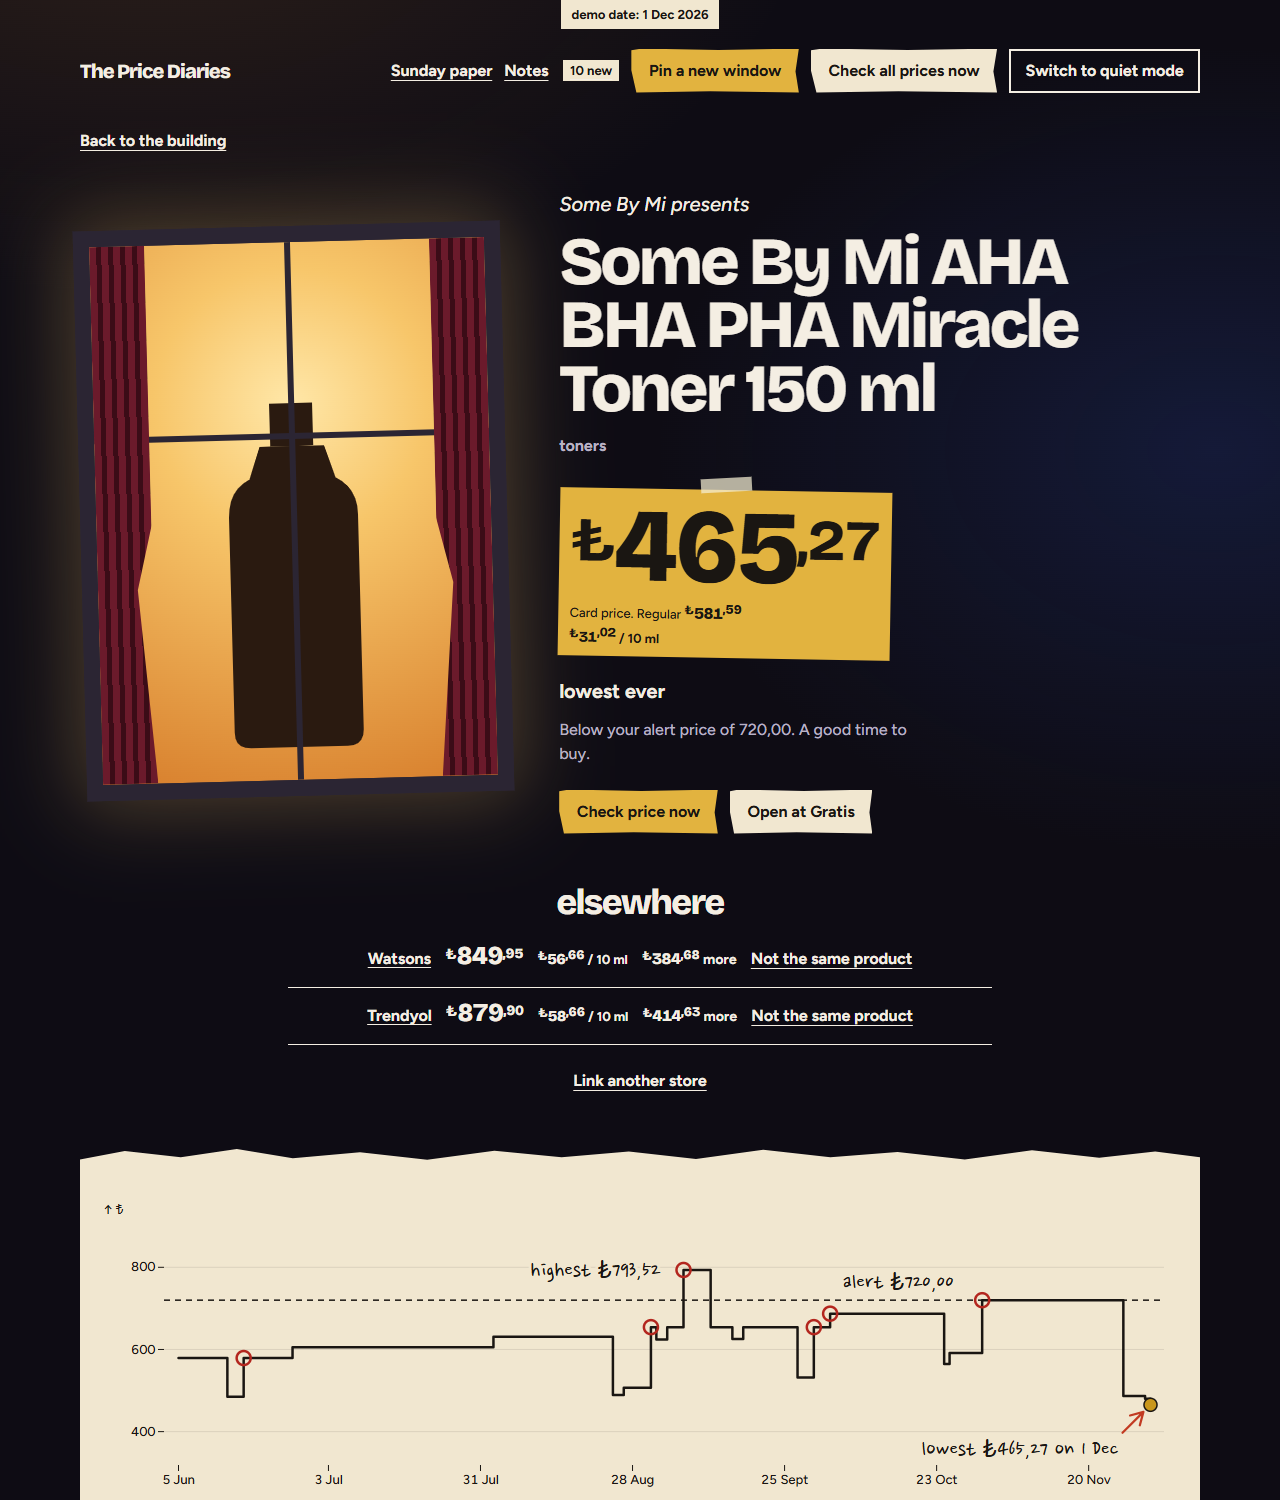 demo date: 1 Dec 2026
The Price Diaries
Sunday paper Notes 10 new Pin a new window Check all prices now Switch to quiet mode
Back to the building
Some By Mi presents
Some By Mi AHA
BHA PHA Miracle
Toner 150 ml
toners
₺465,27
Card price. Regular ₺581,59
₺31,02 / 10 ml
lowest ever
Below your alert price of 720,00. A good time to
buy.
Check price now Open at Gratis
elsewhere
Watsons ₺849,95 ₺56,66 / 10 ml ₺384,68 more Not the same product
Trendyol ₺879,90 ₺58,66 / 10 ml ₺414,63 more Not the same product
Link another store
↑ ₺
800
highest ₺793,52
alert ₺720,00
600
400
lowest ₺465,27 on 1 Dec
5 Jun 3 Jul 31 Jul 28 Aug 25 Sept 23 Oct 20 Nov